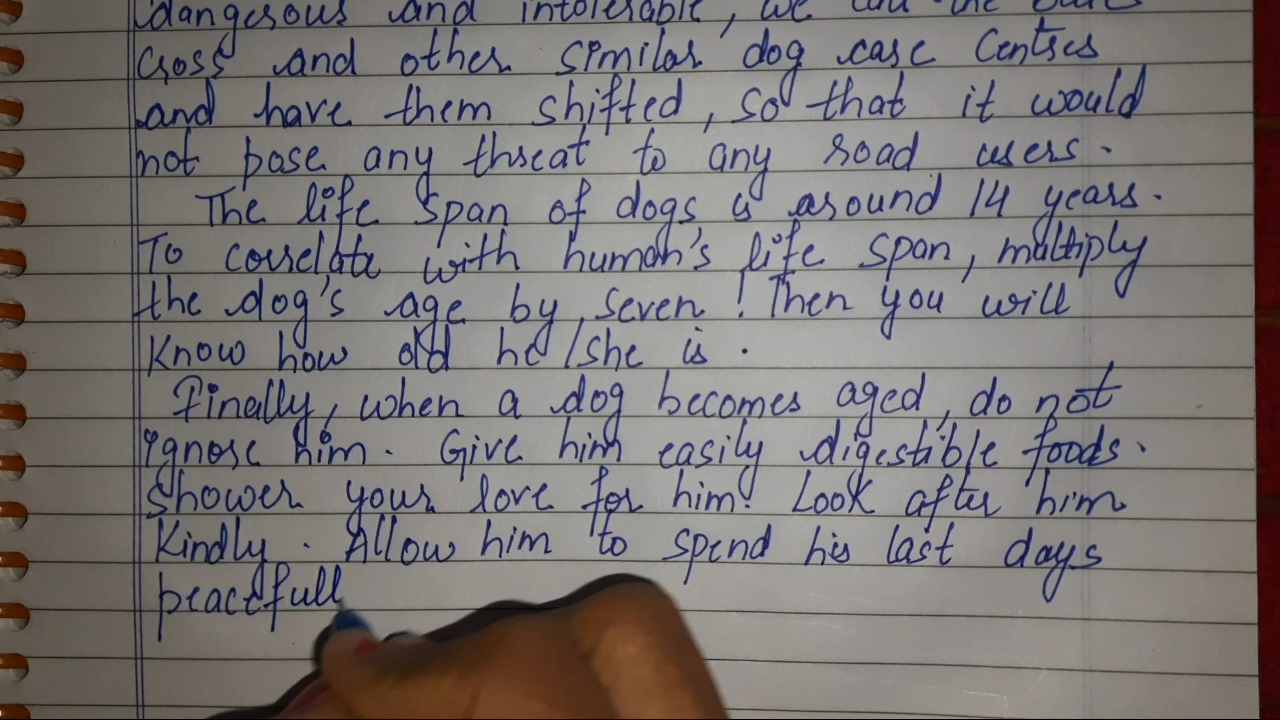 dangerous and intolerable, we call the Blue
Cross and other similar dog care Centres
and have them shifted, so that it would
not pose any threat to any road users.
The life span of dogs is around 14 years.
To correlate with human's life span, multiply
the dog's age by seven! Then you will
Know how old he/she is.
Finally, when a dog becomes aged, do not
ignore him. Give him easily digestible foods.
Shower your love for him! Look after him
Kindly. Allow him to spend his last days
peacefull